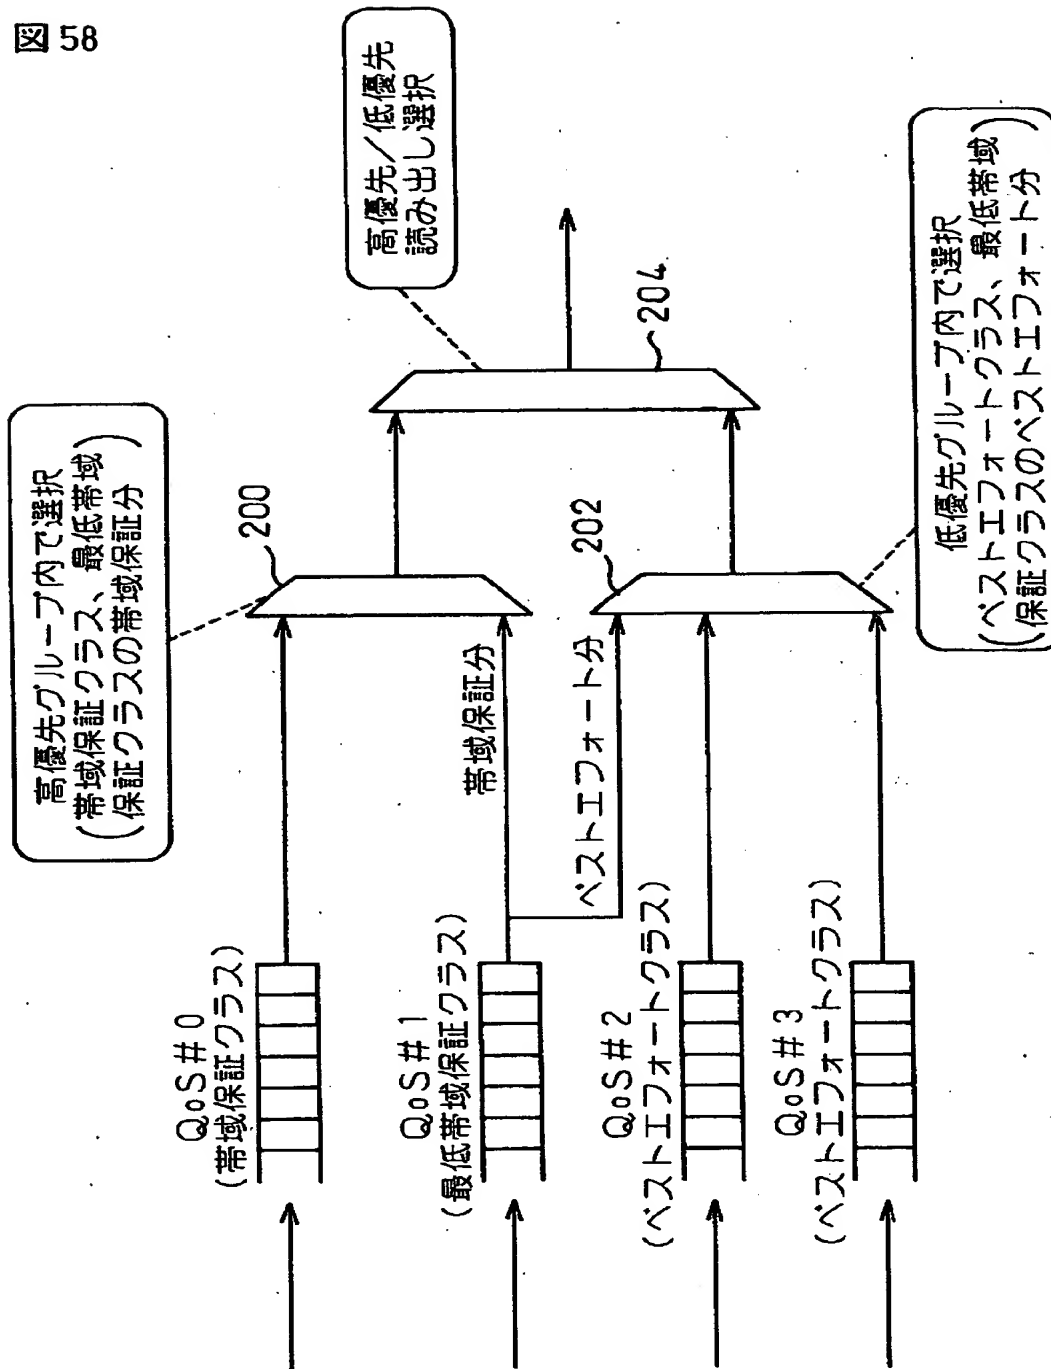 図 58
高優先/低優先
読み出し選択
高優先グループ内で選択
(帯域保証クラス、最低帯域
保証クラスの帯域保証分)
200
204
202
低優先グループ内で選択
(ベストエフォートクラス、最低帯域
保証クラスのベストエフォート分)
帯域保証分
ベストエフォート分
QoS#0
(帯域保証クラス)
QoS#1
(最低帯域保証クラス)
QoS#2
(ベストエフォートクラス)
QoS#3
(ベストエフォートクラス)